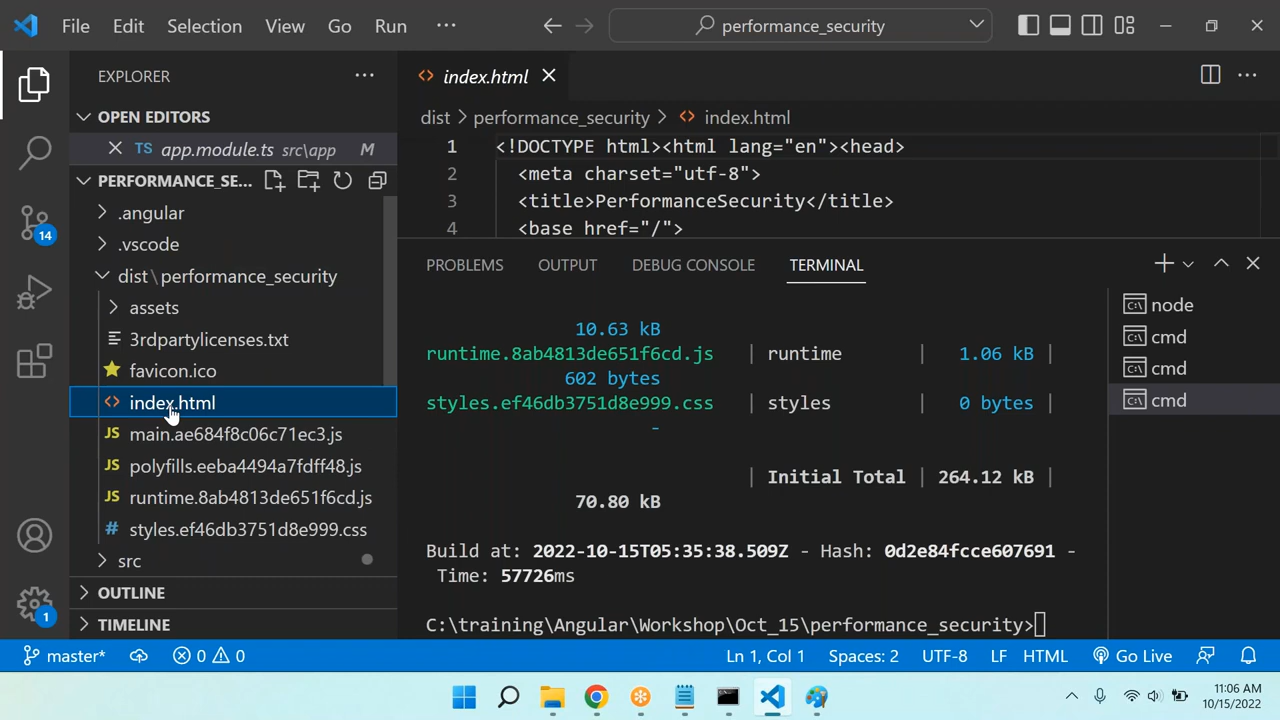 File Edit Selection View Go Run ···
performance_security
EXPLORER ···
OPEN EDITORS
TS app.module.ts src\app M
PERFORMANCE_SE...
.angular
.vscode
dist\performance_security
assets
3rdpartylicenses.txt
favicon.ico
index.html
JS main.ae684f8c06c71ec3.js
JS polyfills.eeba4494a7fdff48.js
JS runtime.8ab4813de651f6cd.js
# styles.ef46db3751d8e999.css
src
OUTLINE
TIMELINE
14
1
<> index.html
dist > performance_security > <> index.html
1 <!DOCTYPE html><html lang="en"><head>
2 <meta charset="utf-8">
3 <title>PerformanceSecurity</title>
4 <base href="/">
PROBLEMS OUTPUT DEBUG CONSOLE TERMINAL
10.63 kB
runtime.8ab4813de651f6cd.js | runtime | 1.06 kB |
602 bytes
styles.ef46db3751d8e999.css | styles | 0 bytes |
-
| Initial Total | 264.12 kB |
70.80 kB
Build at: 2022-10-15T05:35:38.509Z - Hash: 0d2e84fcce607691 -
Time: 57726ms
C:\training\Angular\Workshop\Oct_15\performance_security>
node
cmd
cmd
cmd
master* 0 0 Ln 1, Col 1 Spaces: 2 UTF-8 LF HTML Go Live
11:06 AM
10/15/2022